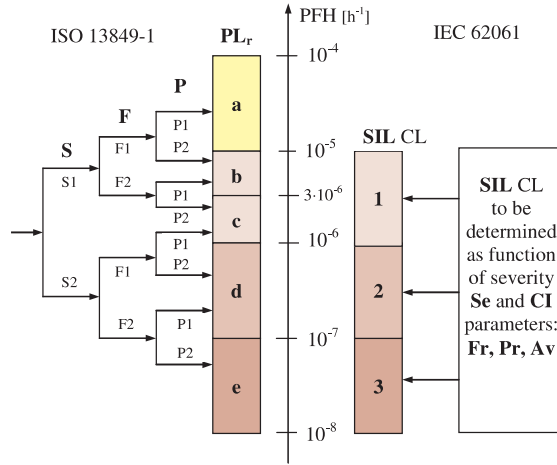 ISO 13849-1
PLr
PFH [h-1]
IEC 62061
S
F
P
S1
S2
F1
F2
F1
F2
P1
P2
P1
P2
P1
P2
P1
P2
a
b
c
d
e
10-4
10-5
3·10-6
10-6
10-7
10-8
SIL CL
1
2
3
SIL CL
to be
determined
as function
of severity
Se and CI
parameters:
Fr, Pr, Av